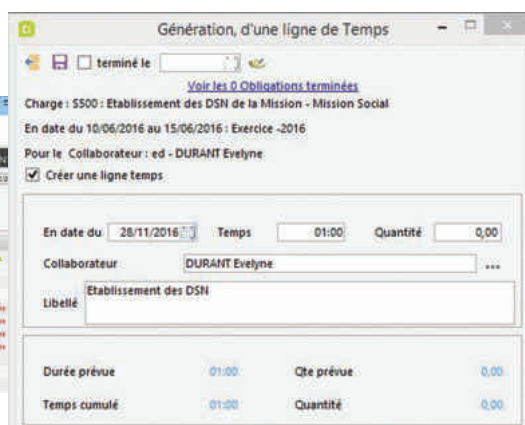 Génération, d'une ligne de Temps
terminé le
Voir les 0 Obligations terminées
Charge : S500 : Etablissement des DSN de la Mission - Mission Social
En date du 10/06/2016 au 15/06/2016 : Exercice -2016
Pour le Collaborateur : ed - DURANT Evelyne
Créer une ligne temps
En date du 28/11/2016 Temps 01:00 Quantité 0,00
Collaborateur DURANT Evelyne ...
Libellé Etablissement des DSN
Durée prévue 01:00 Qte prévue 0,00
Temps cumulé 01:00 Quantité 0,00